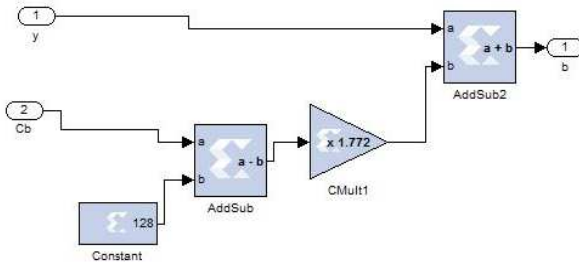 1
y
a
b
a + b
AddSub2
1
b
2
Cb
a
b
a - b
AddSub
x 1.772
CMult1
128
Constant